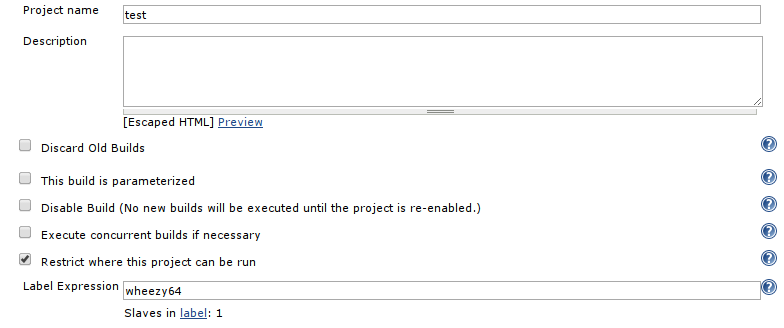 Project name test
Description
[Escaped HTML] Preview
Discard Old Builds
This build is parameterized
Disable Build (No new builds will be executed until the project is re-enabled.)
Execute concurrent builds if necessary
Restrict where this project can be run
Label Expression wheezy64
Slaves in label: 1